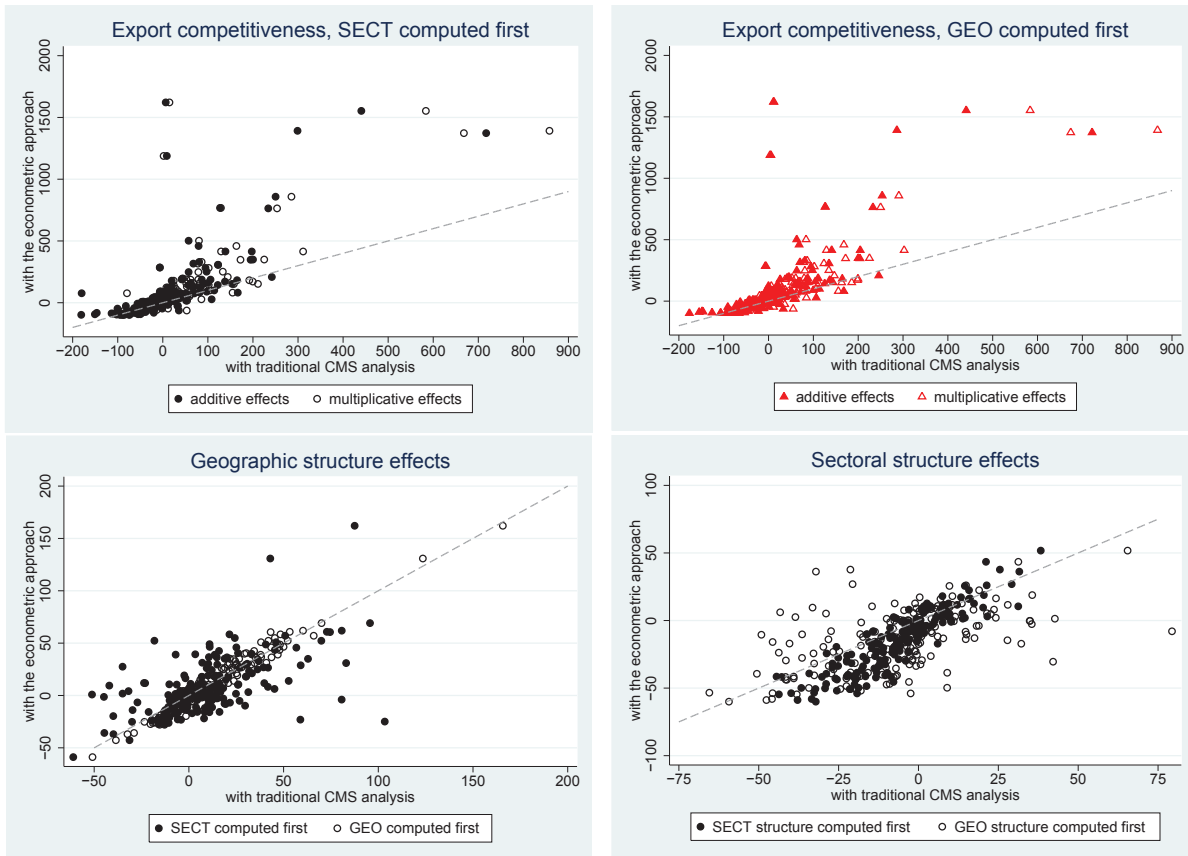 Export competitiveness, SECT computed first
with the econometric approach
2000
1500
1000
500
0
−200 −100 0 100 200 300 400 500 600 700 800 900
with traditional CMS analysis
additive effects multiplicative effects
Export competitiveness, GEO computed first
with the econometric approach
2000
1500
1000
500
0
−200 −100 0 100 200 300 400 500 600 700 800 900
with traditional CMS analysis
additive effects multiplicative effects
Geographic structure effects
with the econometric approach
200
150
100
50
0
−50
−50 0 50 100 150 200
with traditional CMS analysis
SECT computed first GEO computed first
Sectoral structure effects
with the econometric approach
100
50
0
−50
−100
−75 −50 −25 0 25 50 75
with traditional CMS analysis
SECT structure computed first GEO structure computed first